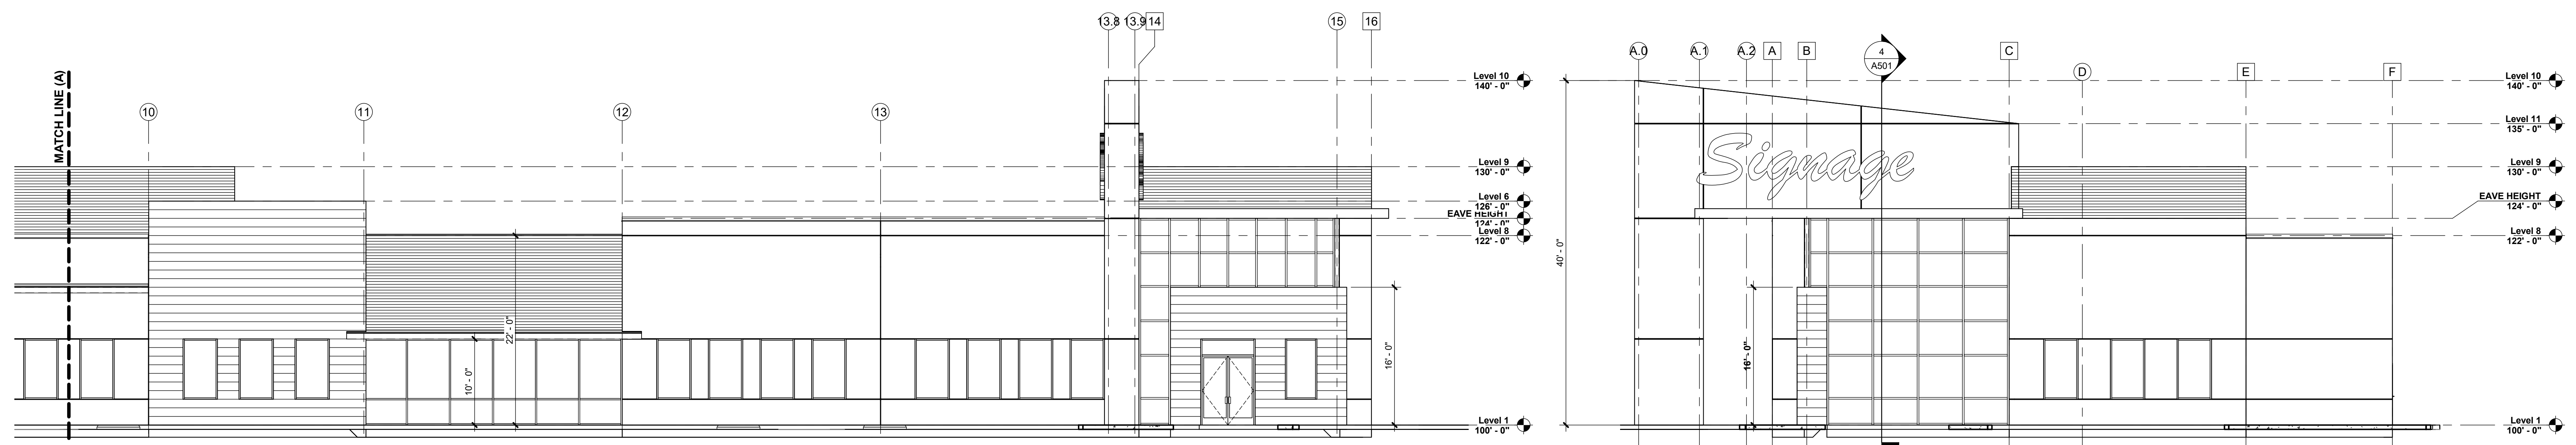 MATCH LINE (A)
10
11
12
13
13.8
13.9
14
15
16
Level 10
140' - 0"
Level 9
130' - 0"
Level 6
126' - 0"
EAVE HEIGHT
124' - 0"
Level 8
122' - 0"
Level 1
100' - 0"
10' - 0"
22' - 0"
16' - 0"
A.0
A.1
A.2
A
B
4
A501
C
D
E
F
Level 10
140' - 0"
Level 11
135' - 0"
Level 9
130' - 0"
EAVE HEIGHT
124' - 0"
Level 8
122' - 0"
Level 1
100' - 0"
40' - 0"
Signage
16' - 0"